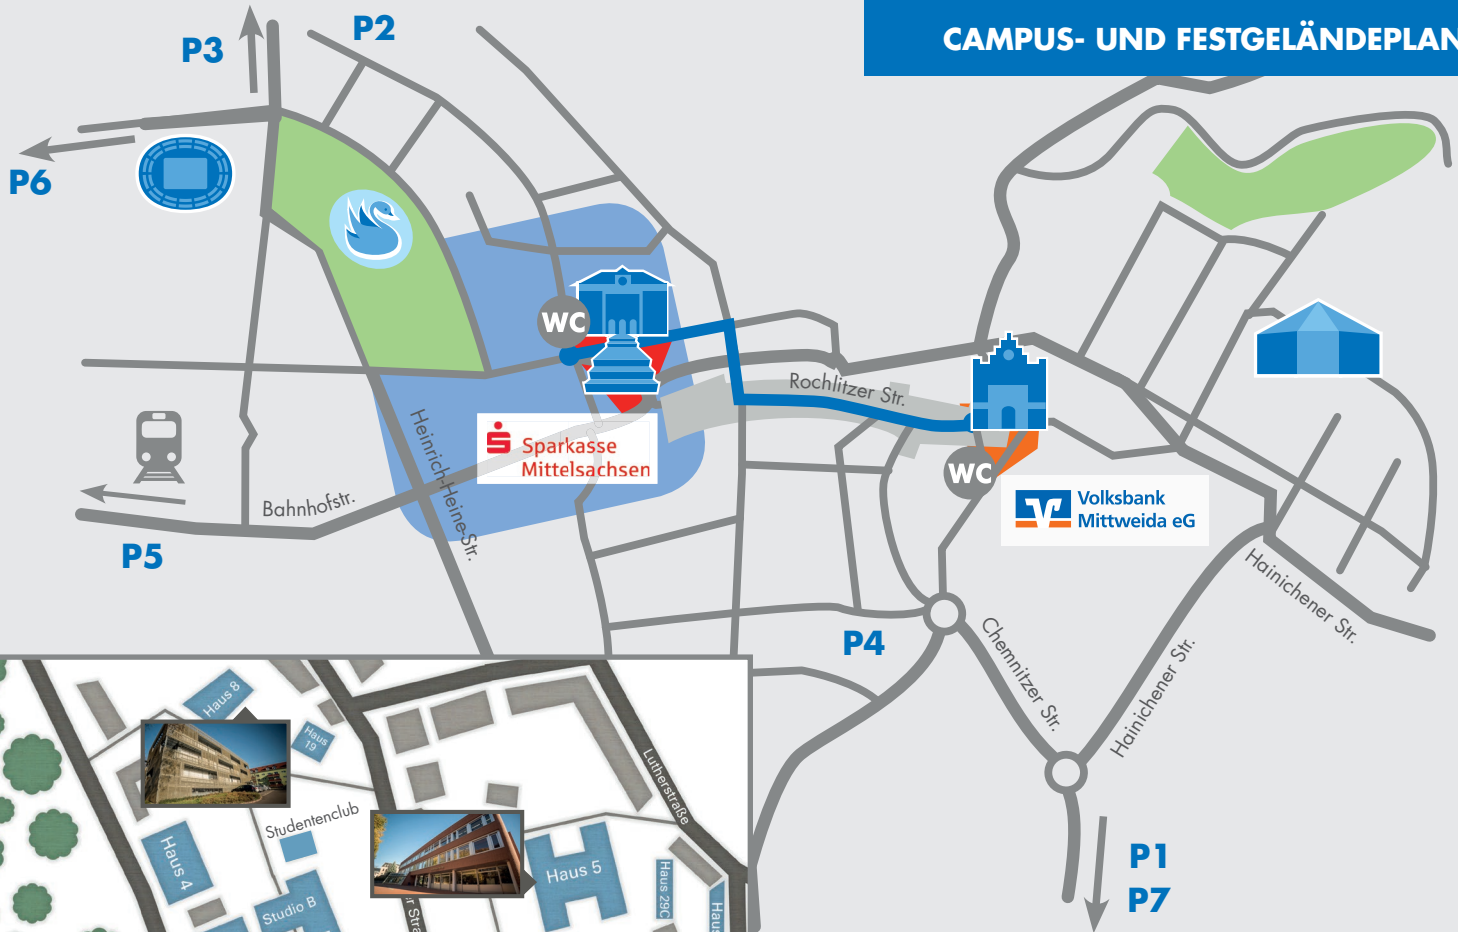 CAMPUS- UND FESTGELÄNDEPLAN
P2
P3
P6
WC
Rochlitzer Str.
Heinrich-Heine-Str.
Sparkasse
Mittelsachsen
WC
Volksbank
Mittweida eG
Bahnhofstr.
P5
P4
Chemnitzer Str.
Hainichener Str.
Hainichener Str.
P1
P7
Haus 8
Haus
19
Lutherstraße
Studentenclub
Haus 4
Haus 5
Haus 29C
Studio B
Haus